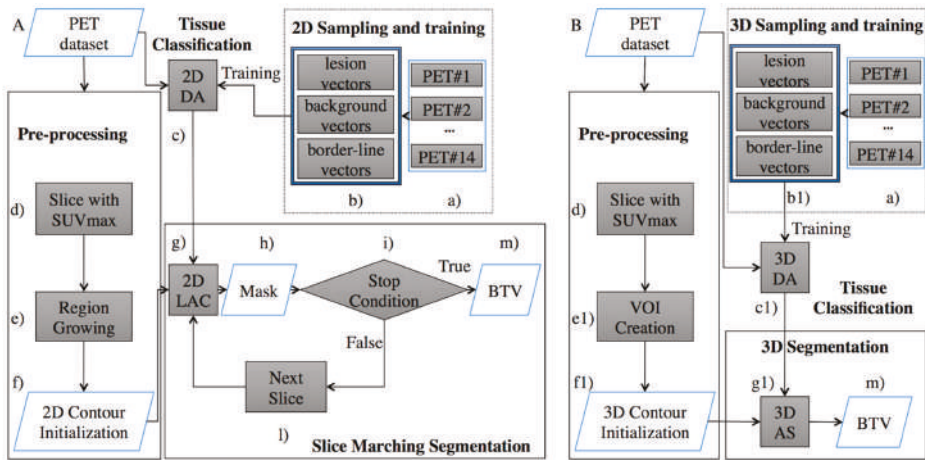 A
PET
dataset
Tissue
Classification
2D
DA
Training
c)
2D Sampling and training
lesion
vectors
background
vectors
border-line
vectors
b)
PET#1
PET#2
...
PET#14
a)
Pre-processing
d)
Slice with
SUVmax
e)
Region
Growing
f)
2D Contour
Initialization
g)
2D
LAC
h)
Mask
i)
Stop
Condition
True
False
m)
BTV
Next
Slice
l)
Slice Marching Segmentation
B
PET
dataset
3D Sampling and training
lesion
vectors
background
vectors
border-line
vectors
b1)
PET#1
PET#2
...
PET#14
a)
Training
3D
DA
c1)
Tissue
Classification
Pre-processing
d)
Slice with
SUVmax
e1)
VOI
Creation
f1)
3D Contour
Initialization
3D Segmentation
g1)
3D
AS
m)
BTV